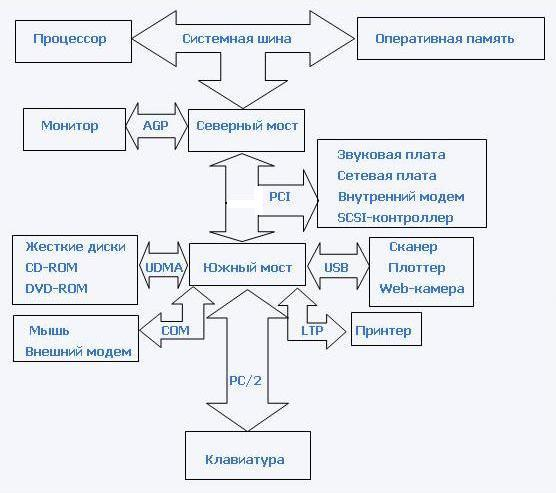 Процессор
Системная шина
Оперативная память
Монитор
AGP
Северный мост
Звуковая плата
Сетевая плата
Внутренний модем
SCSI-контроллер
PCI
Жесткие диски
CD-ROM
DVD-ROM
UDMA
Южный мост
USB
Сканер
Плоттер
Web-камера
Мышь
Внешний модем
COM
LTP
Принтер
PC/2
Клавиатура